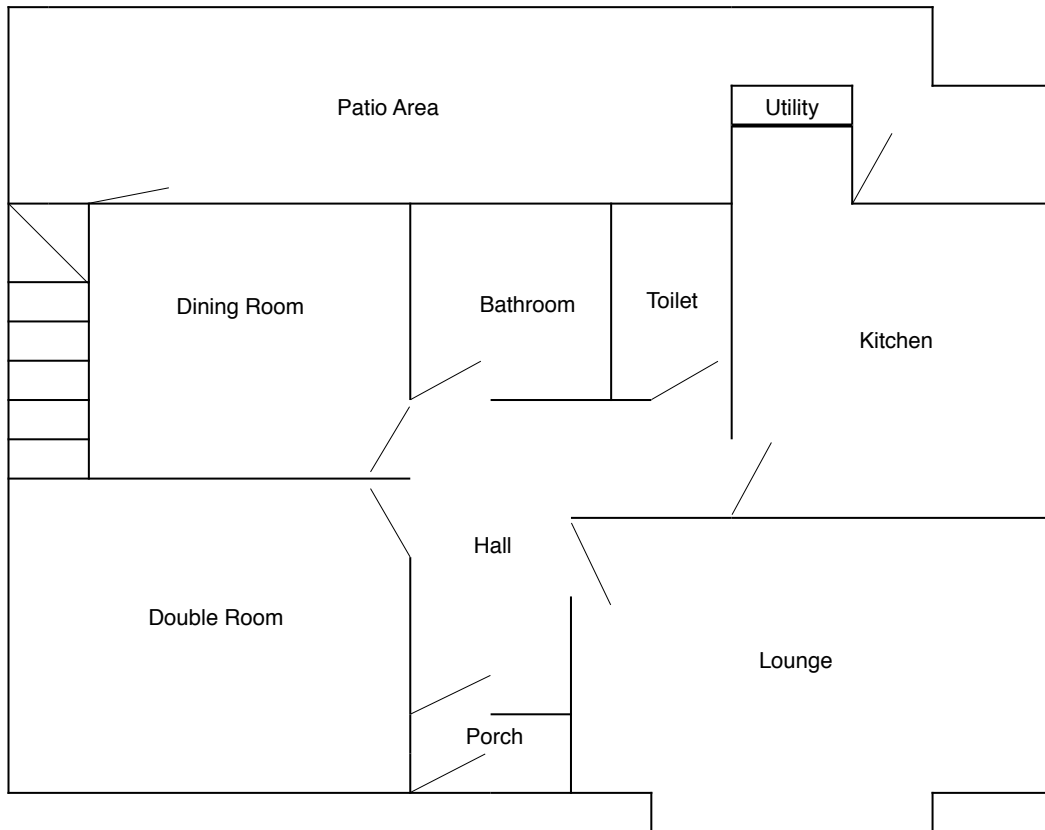 Patio Area
Utility
Dining Room
Bathroom
Toilet
Kitchen
Hall
Double Room
Lounge
Porch